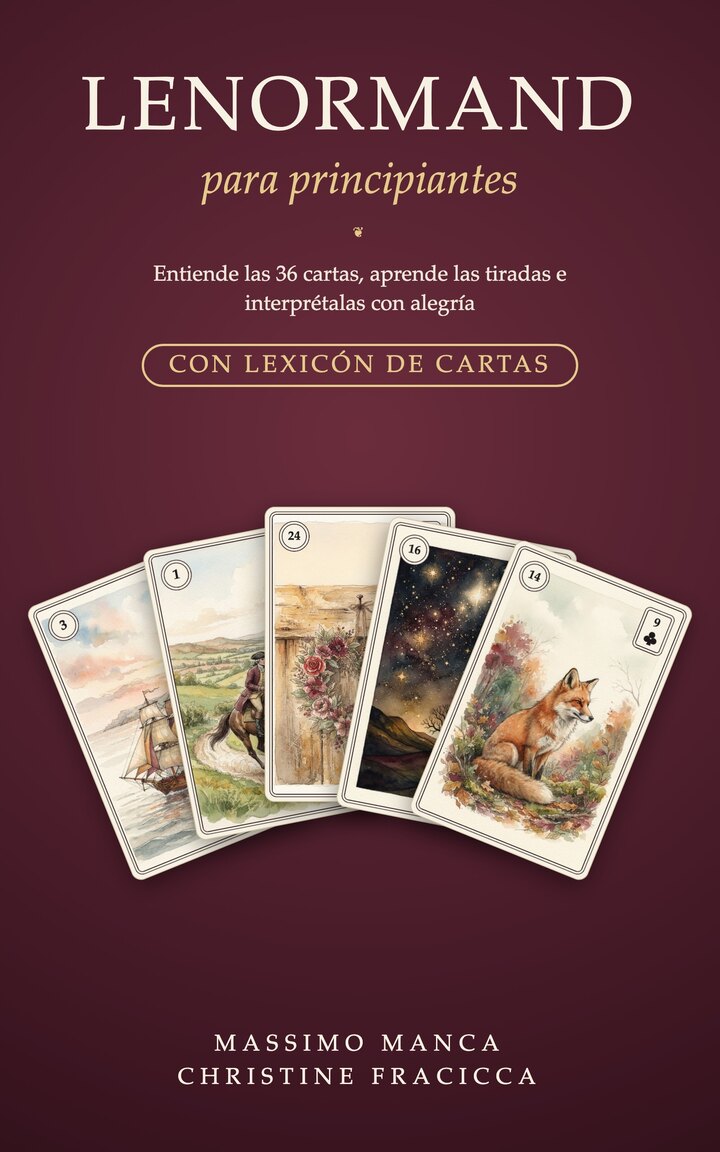 LENORMAND
para principiantes
Entiende las 36 cartas, aprende las tiradas e
interprétalas con alegría
CON LEXICÓN DE CARTAS
3
1
24
16
14
9
MASSIMO MANCA
CHRISTINE FRACICCA